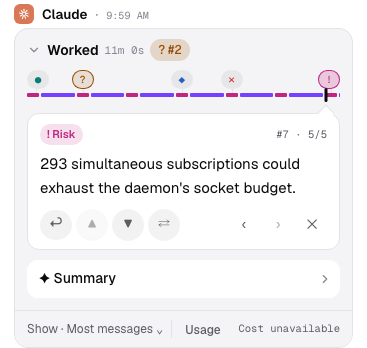 Claude · 9:59 AM
Worked 11m 0s ? #2
? !
! Risk #7 · 5/5
293 simultaneous subscriptions could
exhaust the daemon's socket budget.
Summary
Show · Most messages Usage Cost unavailable